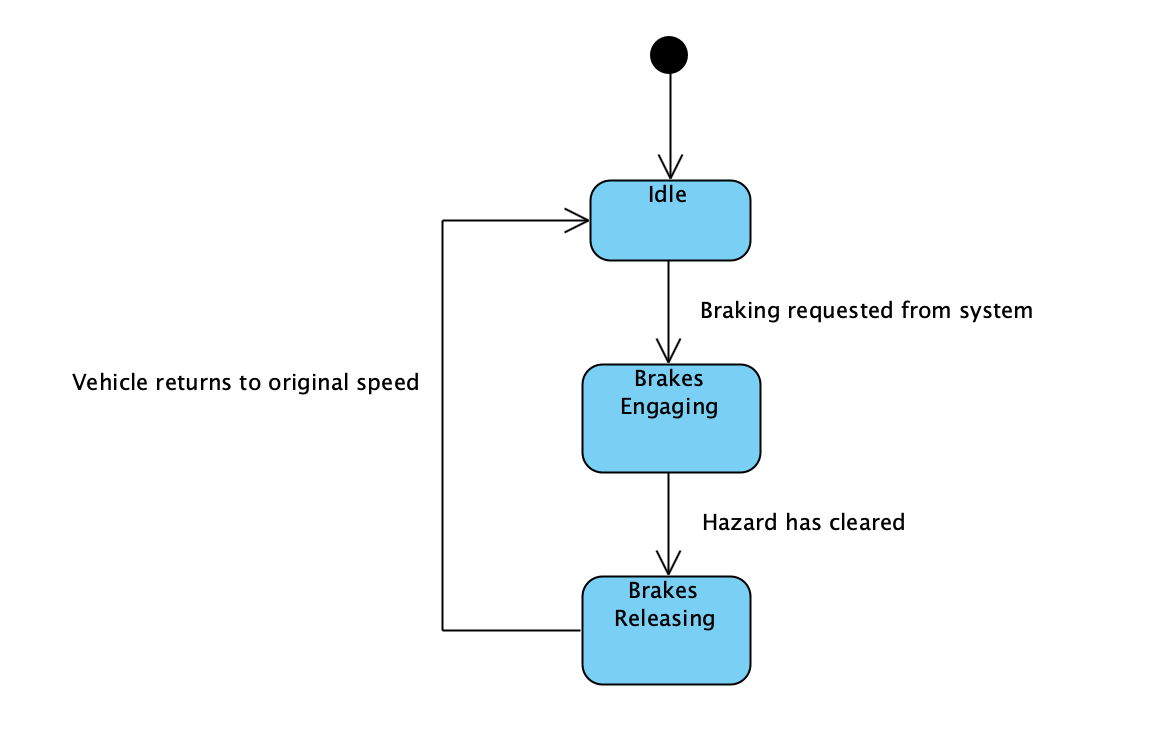 Idle
Braking requested from system
Brakes
Engaging
Vehicle returns to original speed
Hazard has cleared
Brakes
Releasing